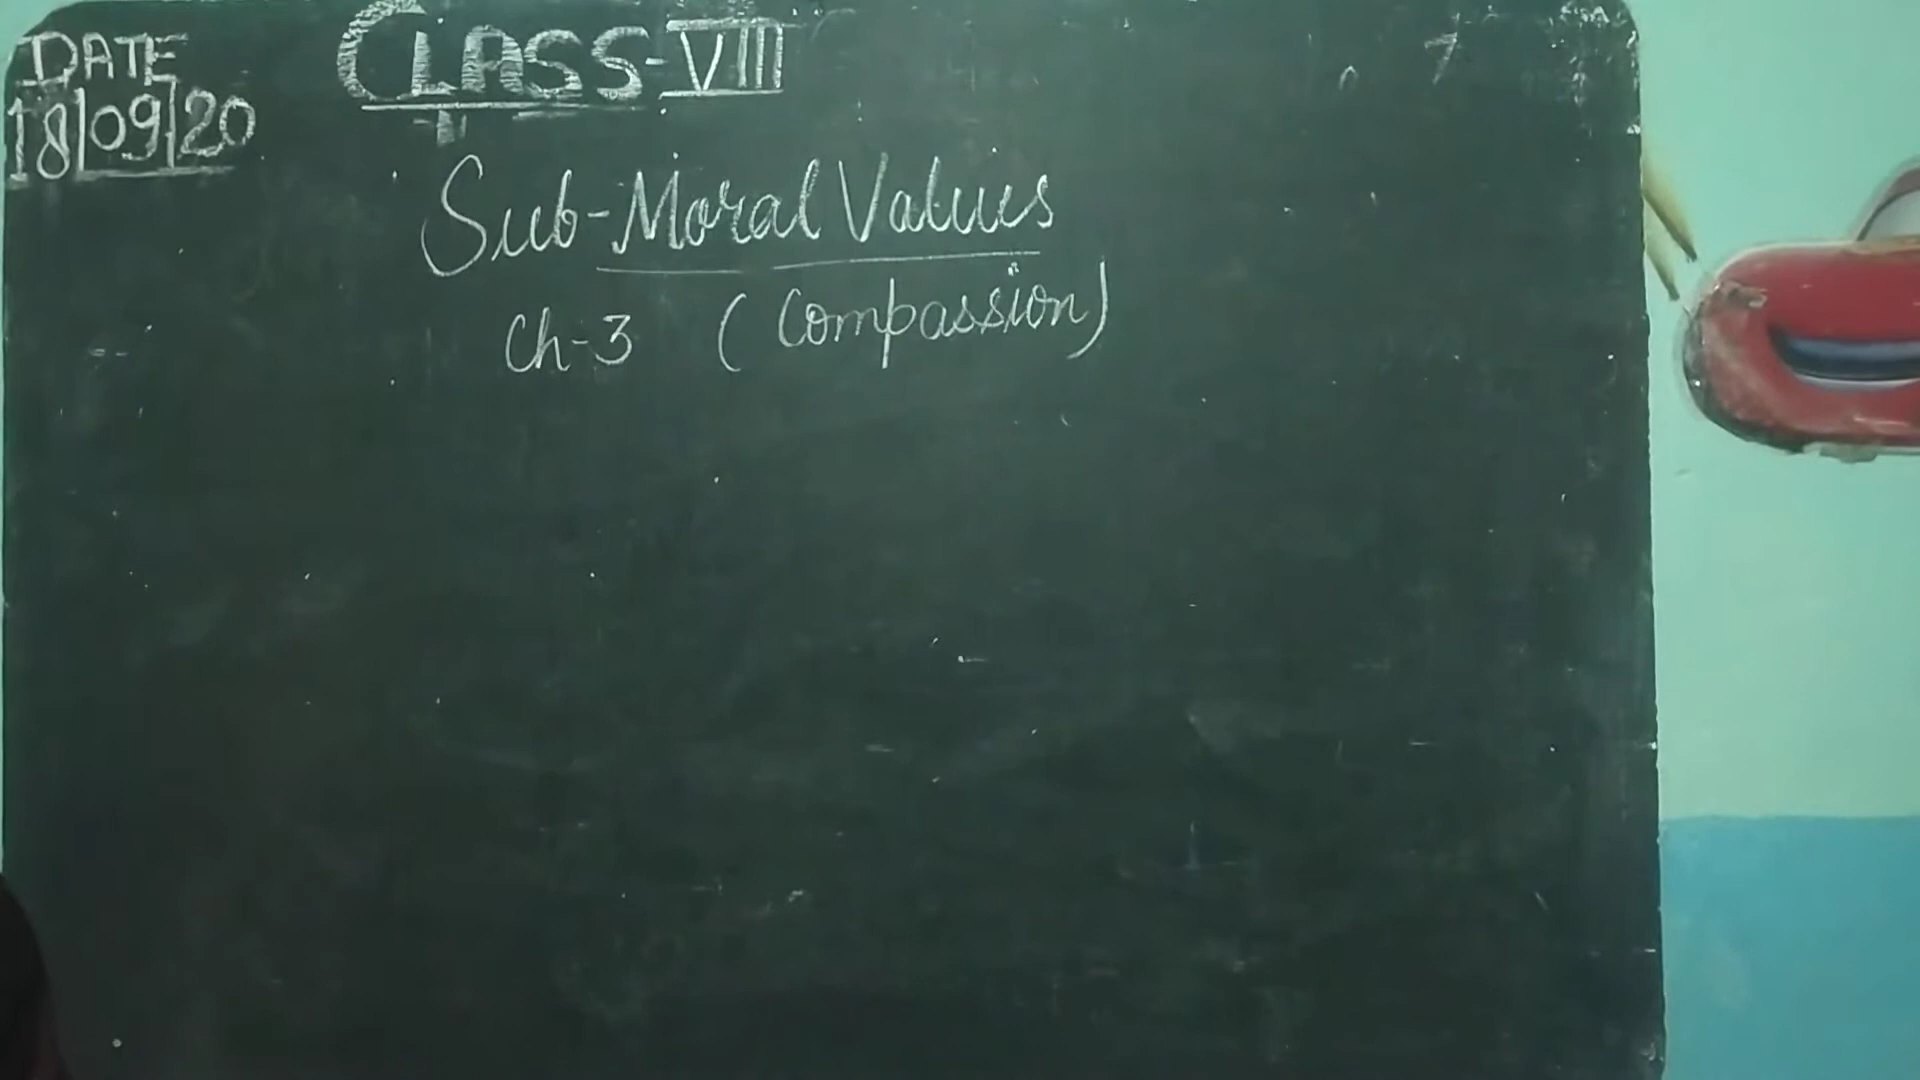 DATE
18/09/20
CLASS-VIII
Sub-Moral Values
Ch-3 (Compassion)